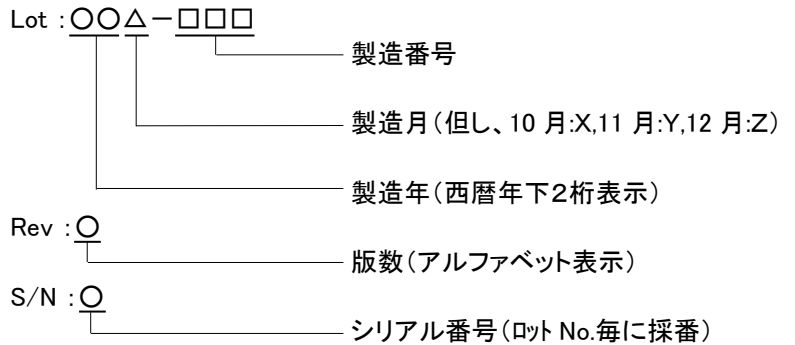 Lot :○○△－□□□
製造番号
製造月(但し、10 月:X,11 月:Y,12 月:Z)
製造年(西暦年下2桁表示)
Rev :○
版数(アルファベット表示)
S/N :○
シリアル番号(ロット No.毎に採番)